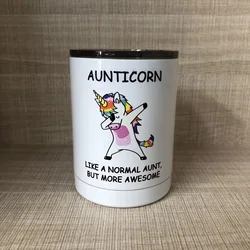 AUNTICORN
LIKE A NORMAL AUNT,
BUT MORE AWESOME